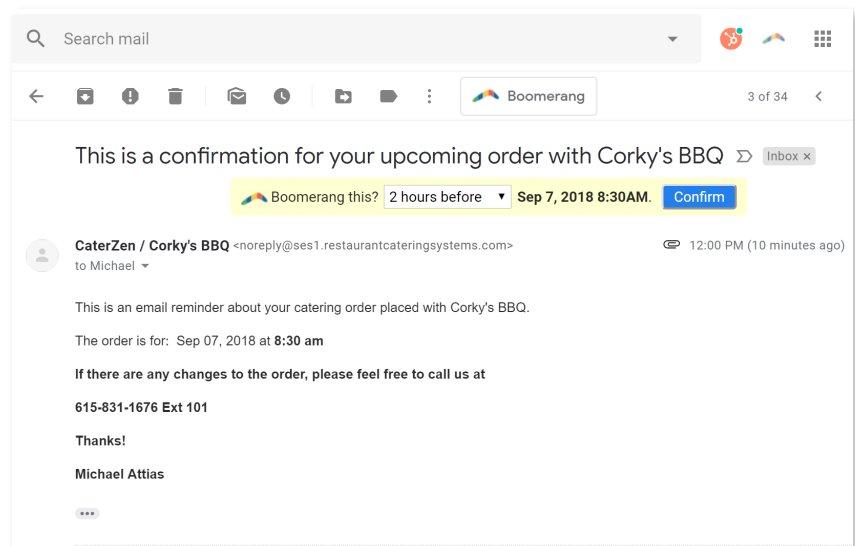 Search mail
Boomerang
3 of 34
This is a confirmation for your upcoming order with Corky's BBQ
Inbox ×
Boomerang this? 2 hours before Sep 7, 2018 8:30AM. Confirm
CaterZen / Corky's BBQ <noreply@ses1.restaurantcateringsystems.com>
12:00 PM (10 minutes ago)
to Michael
This is an email reminder about your catering order placed with Corky's BBQ.
The order is for:  Sep 07, 2018 at 8:30 am
If there are any changes to the order, please feel free to call us at
615-831-1676 Ext 101
Thanks!
Michael Attias